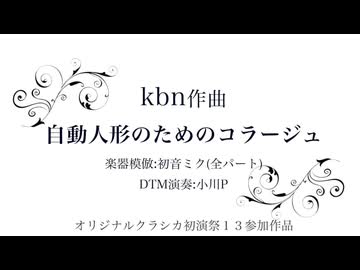 kbn作曲
自動人形のためのコラージュ
楽器模倣:初音ミク(全パート)
DTM演奏:小川P
オリジナルクラシカ初演祭１３参加作品